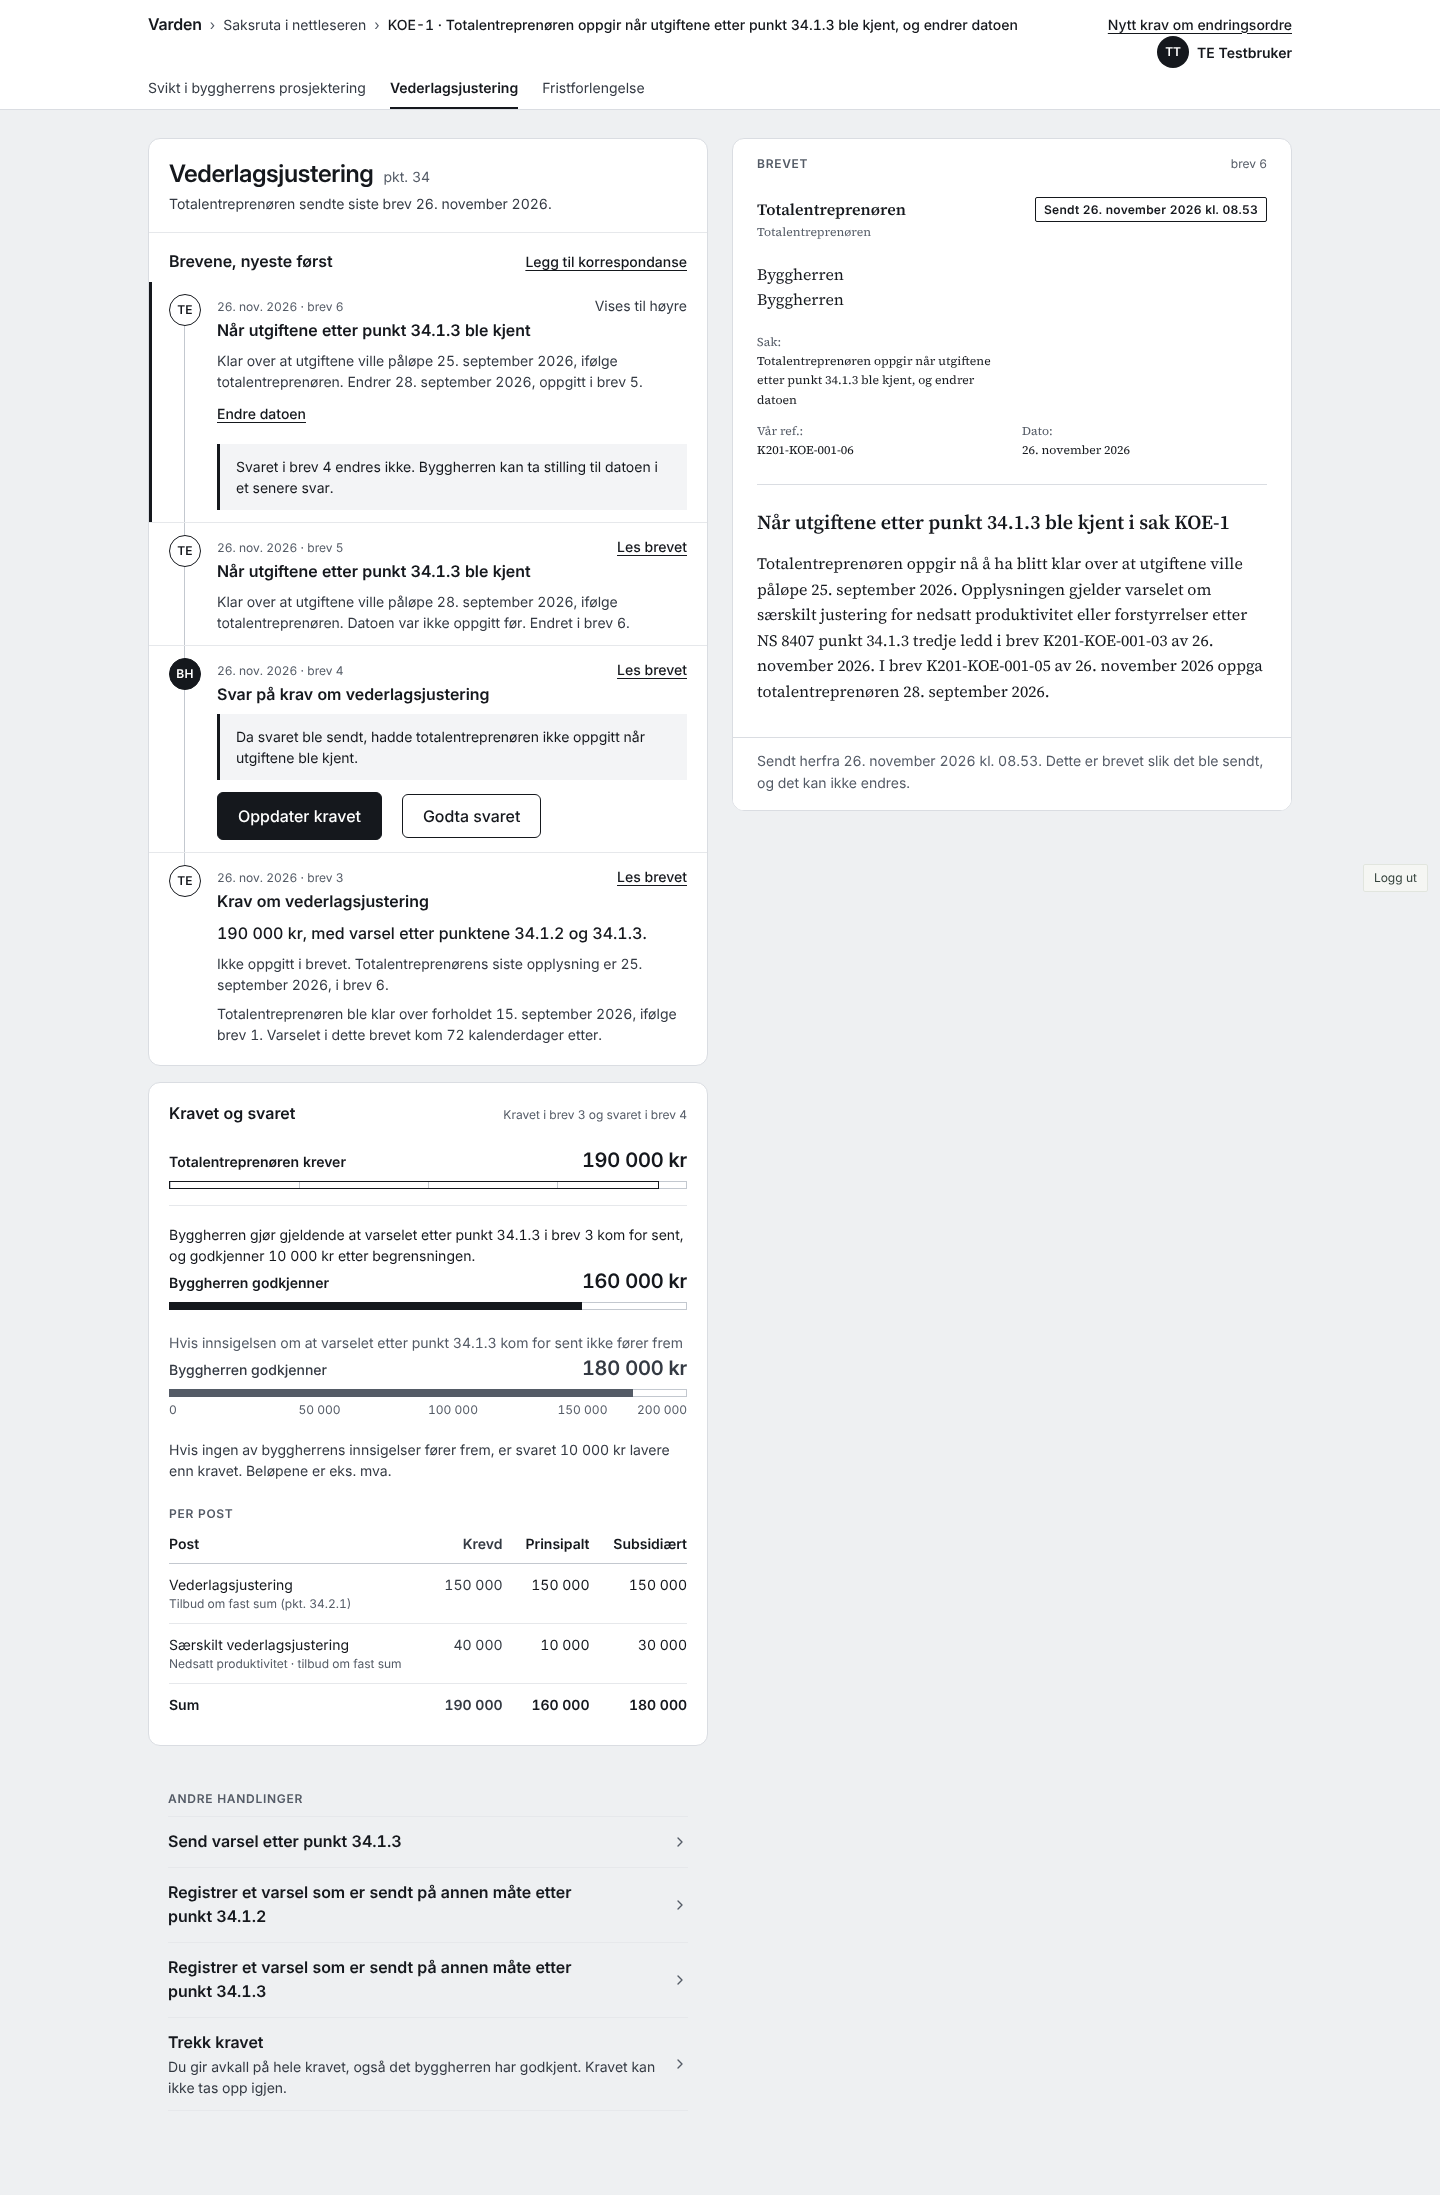 Varden › Saksruta i nettleseren › KOE-1 · Totalentreprenøren oppgir når utgiftene etter punkt 34.1.3 ble kjent, og endrer datoen
Nytt krav om endringsordre
TT TE Testbruker
Svikt i byggherrens prosjektering Vederlagsjustering Fristforlengelse
Vederlagsjustering pkt. 34
Totalentreprenøren sendte siste brev 26. november 2026.
Brevene, nyeste først Legg til korrespondanse
TE 26. nov. 2026 · brev 6 Vises til høyre
Når utgiftene etter punkt 34.1.3 ble kjent
Klar over at utgiftene ville påløpe 25. september 2026, ifølge
totalentreprenøren. Endrer 28. september 2026, oppgitt i brev 5.
Endre datoen
Svaret i brev 4 endres ikke. Byggherren kan ta stilling til datoen i
et senere svar.
TE 26. nov. 2026 · brev 5 Les brevet
Når utgiftene etter punkt 34.1.3 ble kjent
Klar over at utgiftene ville påløpe 28. september 2026, ifølge
totalentreprenøren. Datoen var ikke oppgitt før. Endret i brev 6.
BH 26. nov. 2026 · brev 4 Les brevet
Svar på krav om vederlagsjustering
Da svaret ble sendt, hadde totalentreprenøren ikke oppgitt når
utgiftene ble kjent.
Oppdater kravet Godta svaret
TE 26. nov. 2026 · brev 3 Les brevet
Krav om vederlagsjustering
190 000 kr, med varsel etter punktene 34.1.2 og 34.1.3.
Ikke oppgitt i brevet. Totalentreprenørens siste opplysning er 25.
september 2026, i brev 6.
Totalentreprenøren ble klar over forholdet 15. september 2026, ifølge
brev 1. Varselet i dette brevet kom 72 kalenderdager etter.
Kravet og svaret Kravet i brev 3 og svaret i brev 4
Totalentreprenøren krever 190 000 kr
Byggherren gjør gjeldende at varselet etter punkt 34.1.3 i brev 3 kom for sent,
og godkjenner 10 000 kr etter begrensningen.
Byggherren godkjenner 160 000 kr
Hvis innsigelsen om at varselet etter punkt 34.1.3 kom for sent ikke fører frem
Byggherren godkjenner 180 000 kr
0 50 000 100 000 150 000 200 000
Hvis ingen av byggherrens innsigelser fører frem, er svaret 10 000 kr lavere
enn kravet. Beløpene er eks. mva.
PER POST
Post Krevd Prinsipalt Subsidiært
Vederlagsjustering 150 000 150 000 150 000
Tilbud om fast sum (pkt. 34.2.1)
Særskilt vederlagsjustering 40 000 10 000 30 000
Nedsatt produktivitet · tilbud om fast sum
Sum 190 000 160 000 180 000
ANDRE HANDLINGER
Send varsel etter punkt 34.1.3
Registrer et varsel som er sendt på annen måte etter
punkt 34.1.2
Registrer et varsel som er sendt på annen måte etter
punkt 34.1.3
Trekk kravet
Du gir avkall på hele kravet, også det byggherren har godkjent. Kravet kan
ikke tas opp igjen.
BREVET brev 6
Totalentreprenøren Sendt 26. november 2026 kl. 08.53
Totalentreprenøren
Byggherren
Byggherren
Sak:
Totalentreprenøren oppgir når utgiftene
etter punkt 34.1.3 ble kjent, og endrer
datoen
Vår ref.: Dato:
K201-KOE-001-06 26. november 2026
Når utgiftene etter punkt 34.1.3 ble kjent i sak KOE-1
Totalentreprenøren oppgir nå å ha blitt klar over at utgiftene ville
påløpe 25. september 2026. Opplysningen gjelder varselet om
særskilt justering for nedsatt produktivitet eller forstyrrelser etter
NS 8407 punkt 34.1.3 tredje ledd i brev K201-KOE-001-03 av 26.
november 2026. I brev K201-KOE-001-05 av 26. november 2026 oppga
totalentreprenøren 28. september 2026.
Sendt herfra 26. november 2026 kl. 08.53. Dette er brevet slik det ble sendt,
og det kan ikke endres.
Logg ut